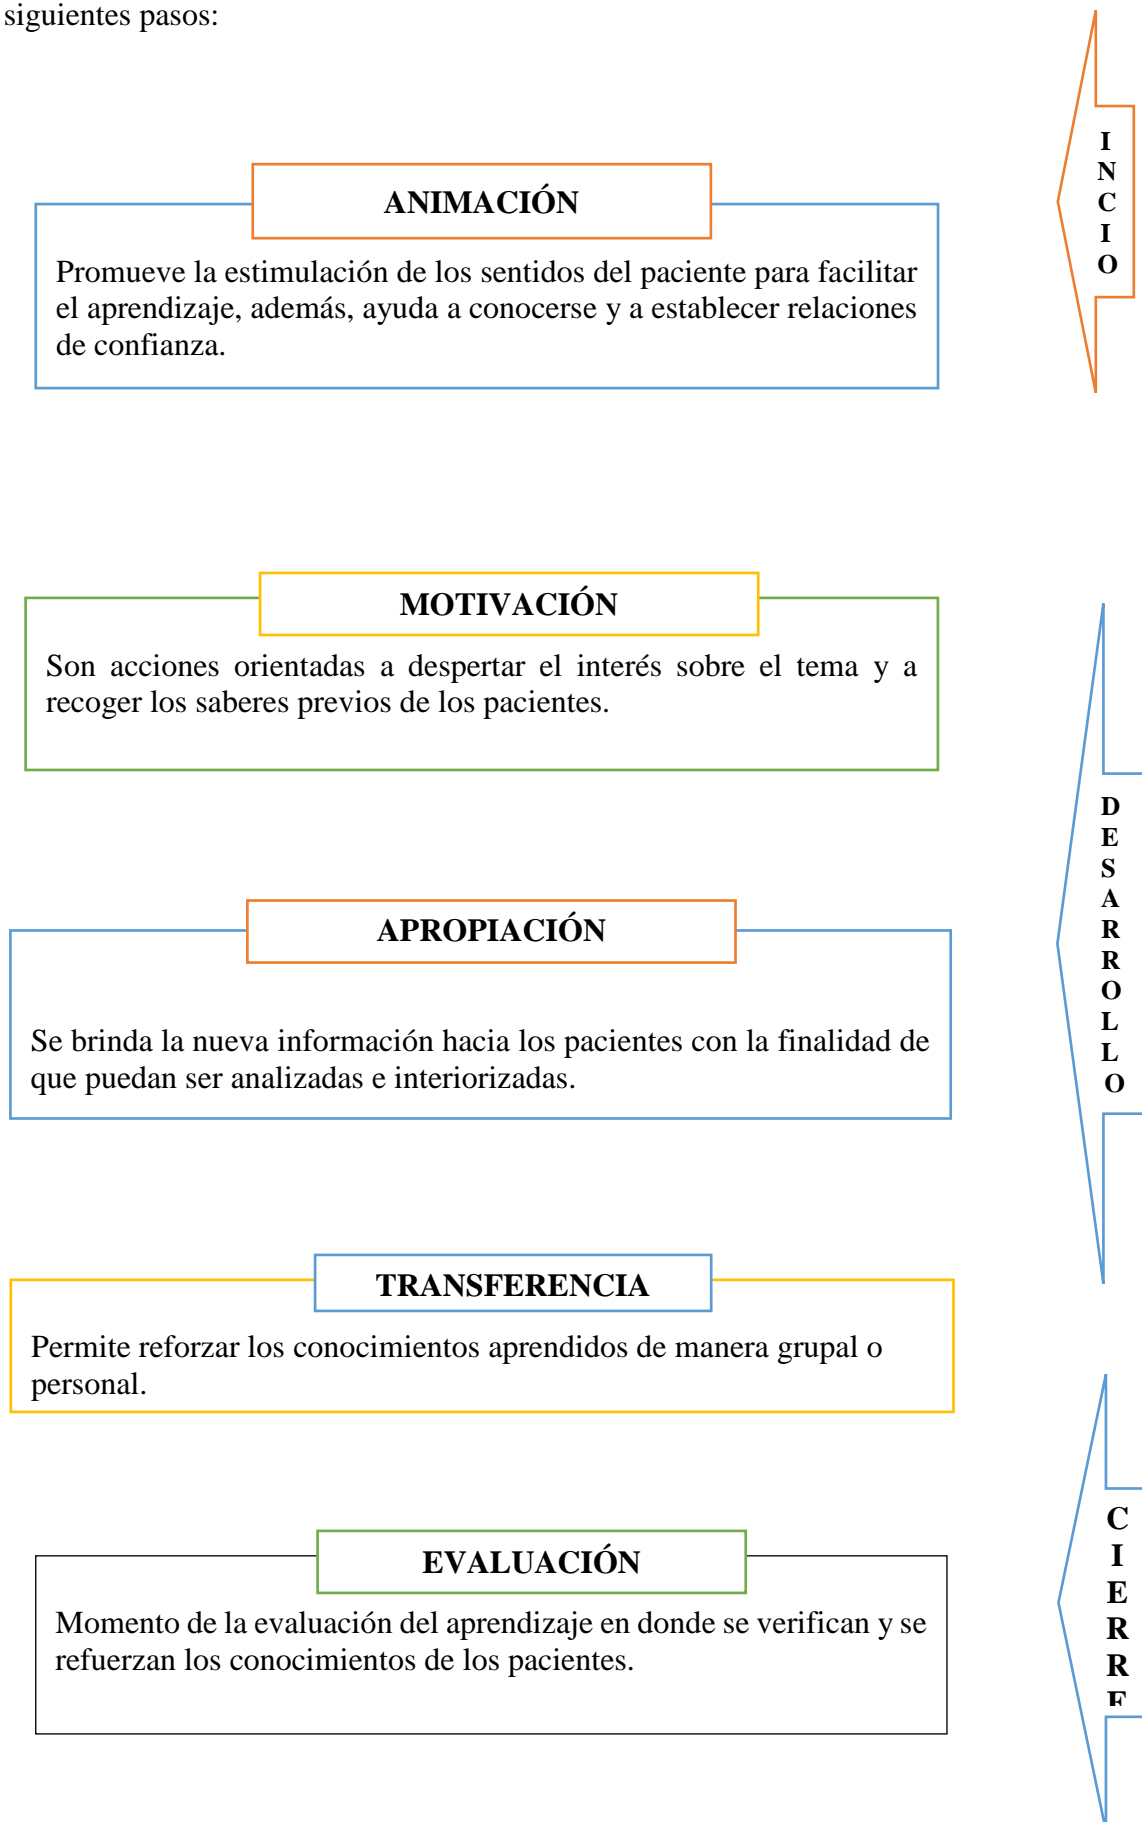 siguientes pasos:
I
N
C
I
O
ANIMACIÓN
Promueve la estimulación de los sentidos del paciente para facilitar
el aprendizaje, además, ayuda a conocerse y a establecer relaciones
de confianza.
MOTIVACIÓN
Son acciones orientadas a despertar el interés sobre el tema y a
recoger los saberes previos de los pacientes.
D
E
S
A
R
R
O
L
L
O
APROPIACIÓN
Se brinda la nueva información hacia los pacientes con la finalidad de
que puedan ser analizadas e interiorizadas.
TRANSFERENCIA
Permite reforzar los conocimientos aprendidos de manera grupal o
personal.
C
I
E
R
R
E
EVALUACIÓN
Momento de la evaluación del aprendizaje en donde se verifican y se
refuerzan los conocimientos de los pacientes.